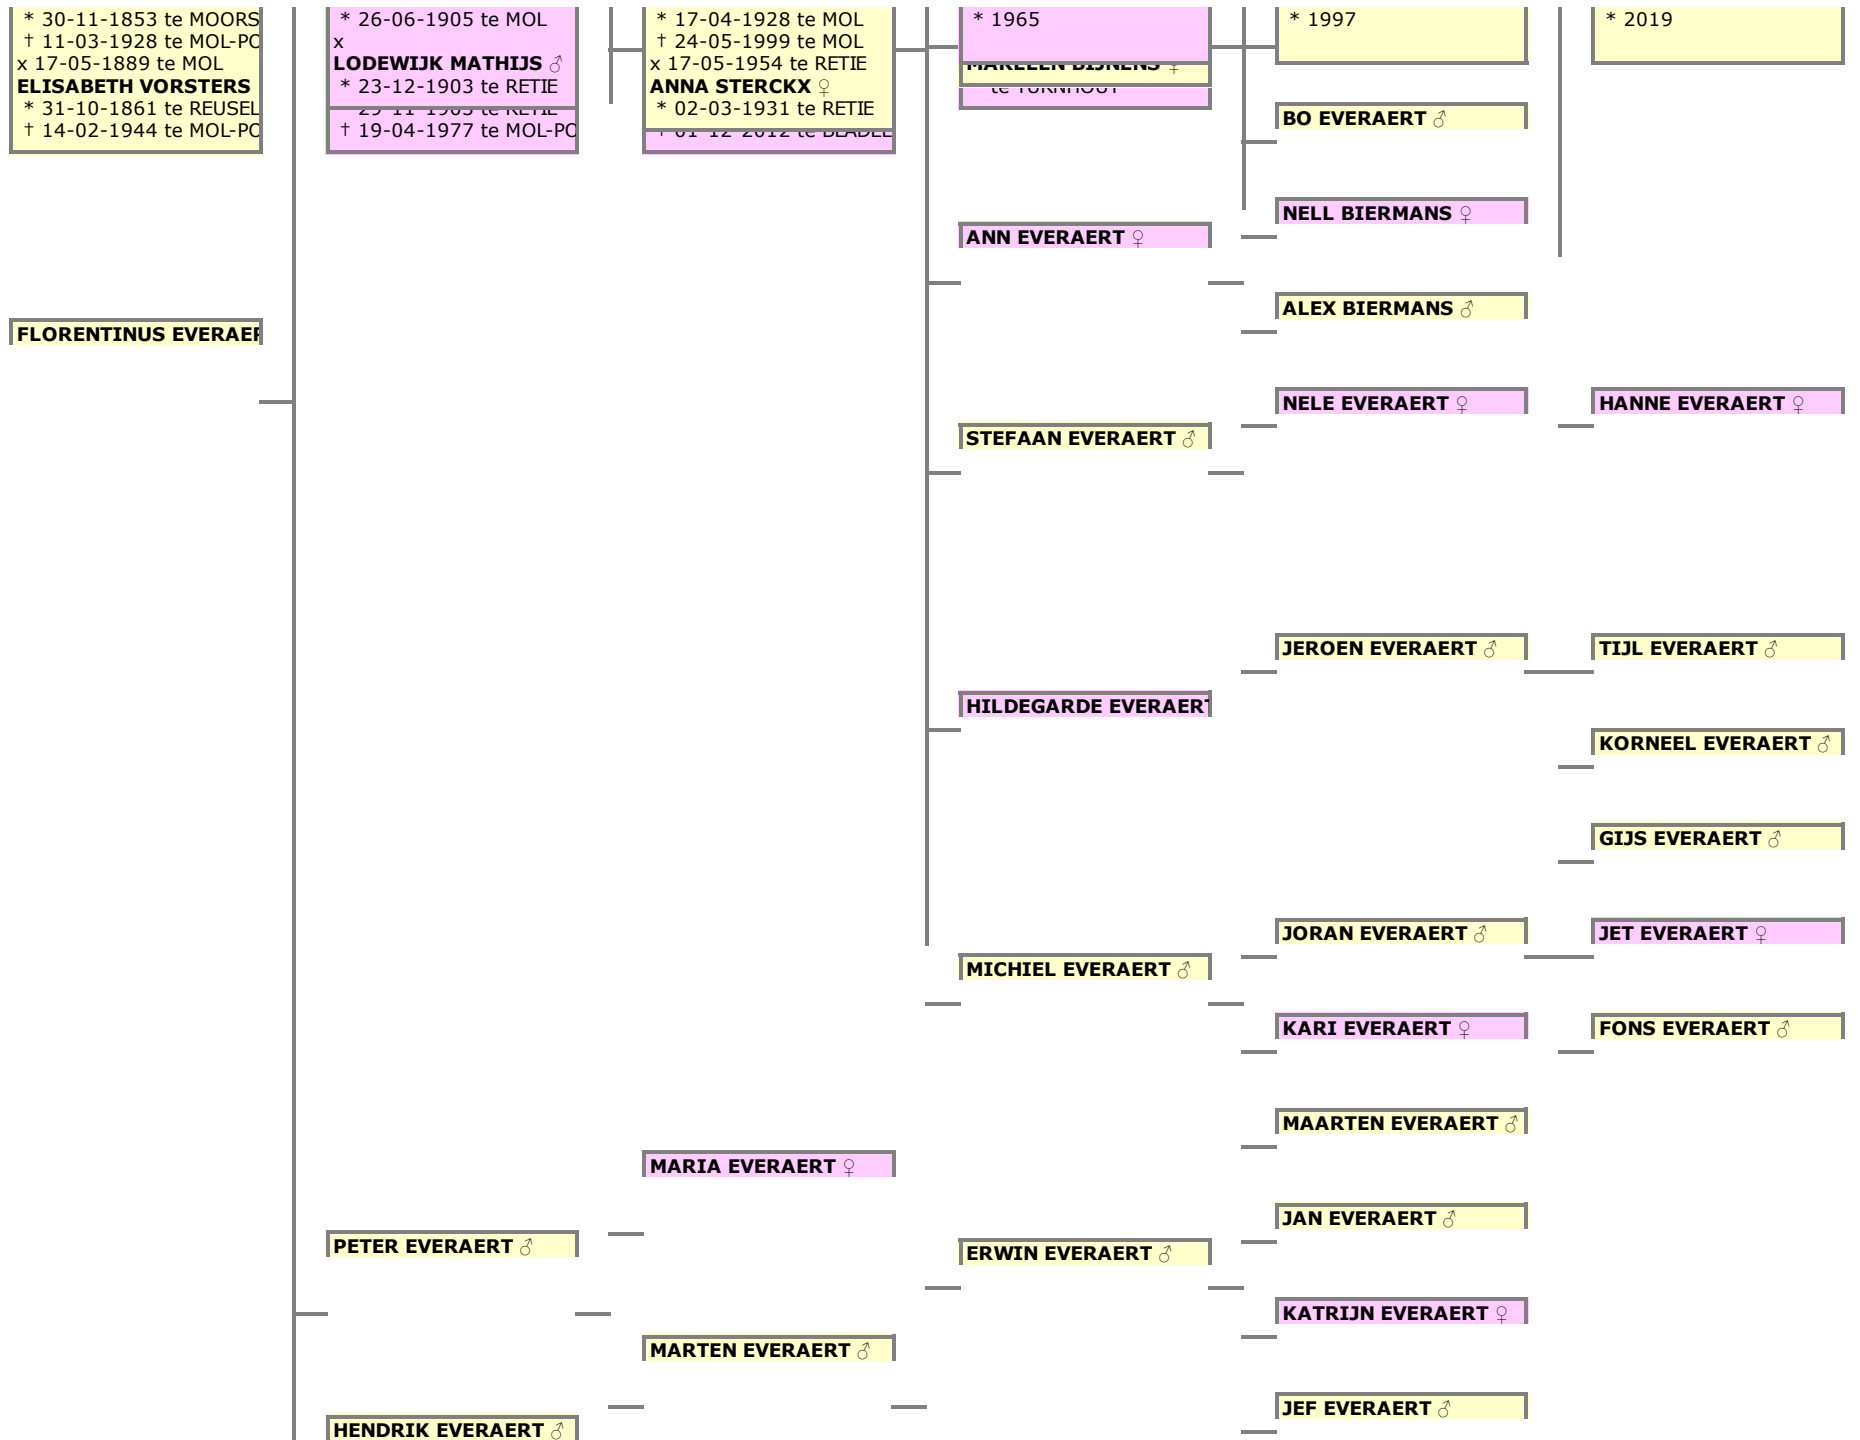 * 30-11-1853 te MOORS
† 11-03-1928 te MOL-PO
x 17-05-1889 te MOL
ELISABETH VORSTERS
* 31-10-1861 te REUSEL
† 14-02-1944 te MOL-PO
FLORENTINUS EVERAER
* 26-06-1905 te MOL
x
LODEWIJK MATHIJS ♂
* 23-12-1903 te RETIE
† 19-04-1977 te MOL-PO
PETER EVERAERT ♂
HENDRIK EVERAERT ♂
* 17-04-1928 te MOL
† 24-05-1999 te MOL
x 17-05-1954 te RETIE
ANNA STERCKX ♀
* 02-03-1931 te RETIE
MARIA EVERAERT ♀
MARTEN EVERAERT ♂
* 1965
te TURNHOUT
ANN EVERAERT ♀
STEFAAN EVERAERT ♂
HILDEGARDE EVERAERT
MICHIEL EVERAERT ♂
ERWIN EVERAERT ♂
* 1997
BO EVERAERT ♂
NELL BIERMANS ♀
ALEX BIERMANS ♂
NELE EVERAERT ♀
JEROEN EVERAERT ♂
JORAN EVERAERT ♂
KARI EVERAERT ♀
MAARTEN EVERAERT ♂
JAN EVERAERT ♂
KATRIJN EVERAERT ♀
JEF EVERAERT ♂
* 2019
HANNE EVERAERT ♀
TIJL EVERAERT ♂
KORNEEL EVERAERT ♂
GIJS EVERAERT ♂
JET EVERAERT ♀
FONS EVERAERT ♂